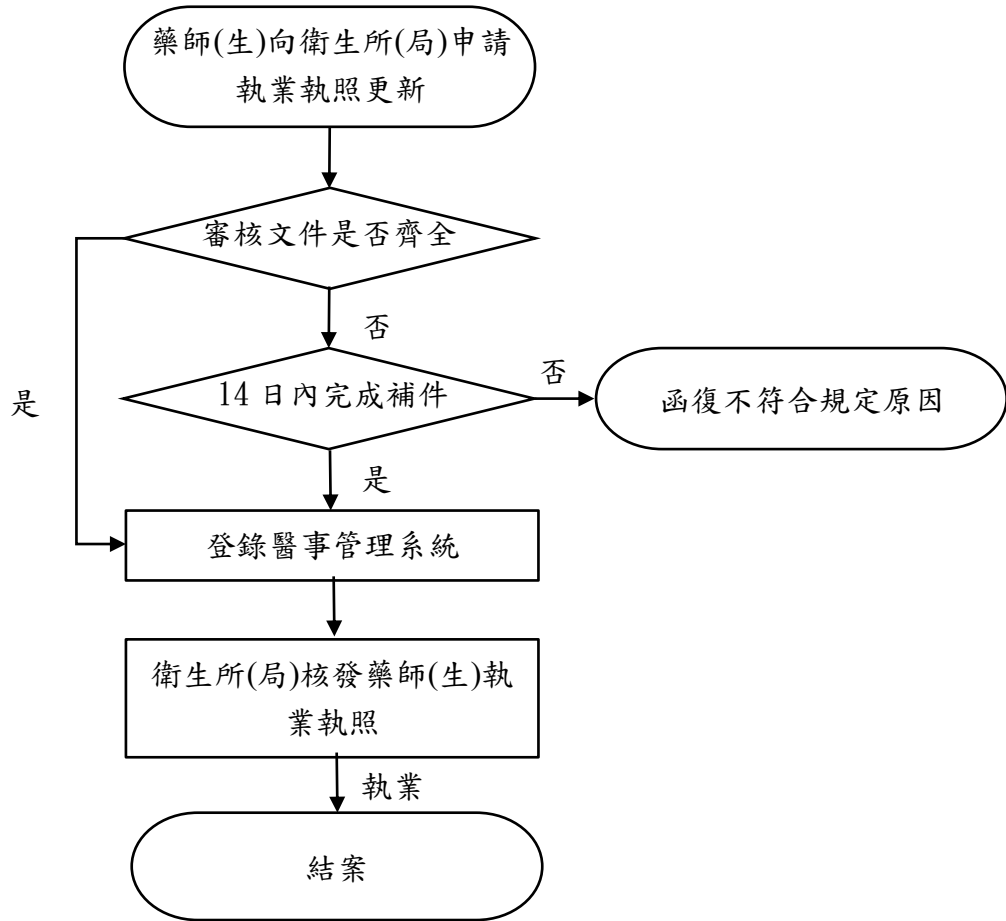 藥師(生)向衛生所(局)申請
執業執照更新
審核文件是否齊全
否
是
14 日內完成補件
否
函復不符合規定原因
是
登錄醫事管理系統
衛生所(局)核發藥師(生)執
業執照
執業
結案